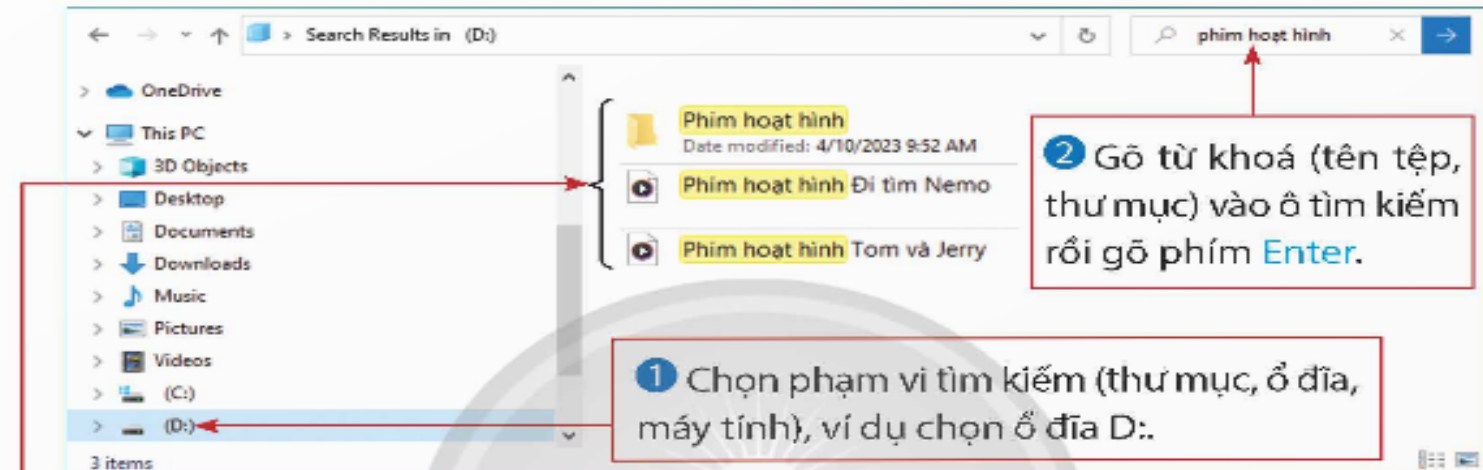 Search Results in (D:)
phim hoạt hình
OneDrive
This PC
3D Objects
Desktop
Documents
Downloads
Music
Pictures
Videos
(C:)
(D:)
3 items
Phim hoạt hình
Date modified: 4/10/2023 9:52 AM
Phim hoạt hình Đi tìm Nemo
Phim hoạt hình Tom và Jerry
2 Gõ từ khoá (tên tệp,
thư mục) vào ô tìm kiếm
rồi gõ phím Enter.
1 Chọn phạm vi tìm kiếm (thư mục, ổ đĩa,
máy tính), ví dụ chọn ổ đĩa D:.